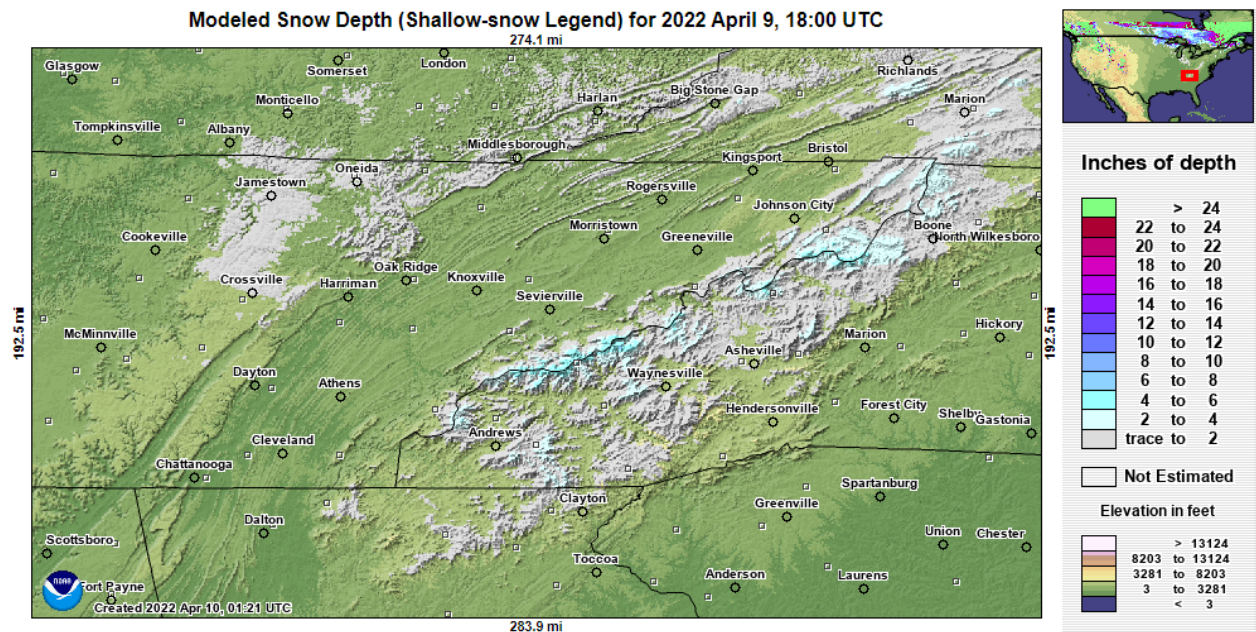 Modeled Snow Depth (Shallow-snow Legend) for 2022 April 9, 18:00 UTC
274.1 mi
Glasgow
Somerset
London
Richlands
Monticello
Harlan
Big Stone Gap
Marion
Tompkinsville
Albany
Middlesborough
Bristol
Kingsport
Oneida
Jamestown
Rogersville
Johnson City
Cookeville
Morristown
Greeneville
Boone
North Wilkesboro
Oak Ridge
Crossville
Harriman
Knoxville
Sevierville
192.5 mi
192.5 mi
McMinnville
Hickory
Marion
Asheville
Dayton
Athens
Waynesville
Hendersonville
Forest City
Shelby
Gastonia
Cleveland
Andrews
Chattanooga
Clayton
Spartanburg
Greenville
Dalton
Union
Chester
Scottsboro
Toccoa
Anderson
Laurens
NOAA
Fort Payne
Created 2022 Apr 10, 01:21 UTC
283.9 mi
Inches of depth
> 24
22 to 24
20 to 22
18 to 20
16 to 18
14 to 16
12 to 14
10 to 12
8 to 10
6 to 8
4 to 6
2 to 4
trace to 2
Not Estimated
Elevation in feet
> 13124
8203 to 13124
3281 to 8203
3 to 3281
< 3